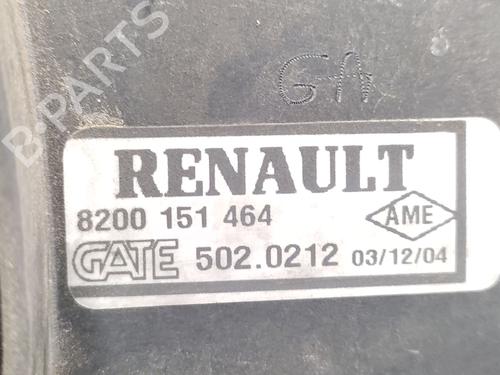 B-PARTS
GA
RENAULT
8200 151 464
AME
GATE 502.0212 03/12/04